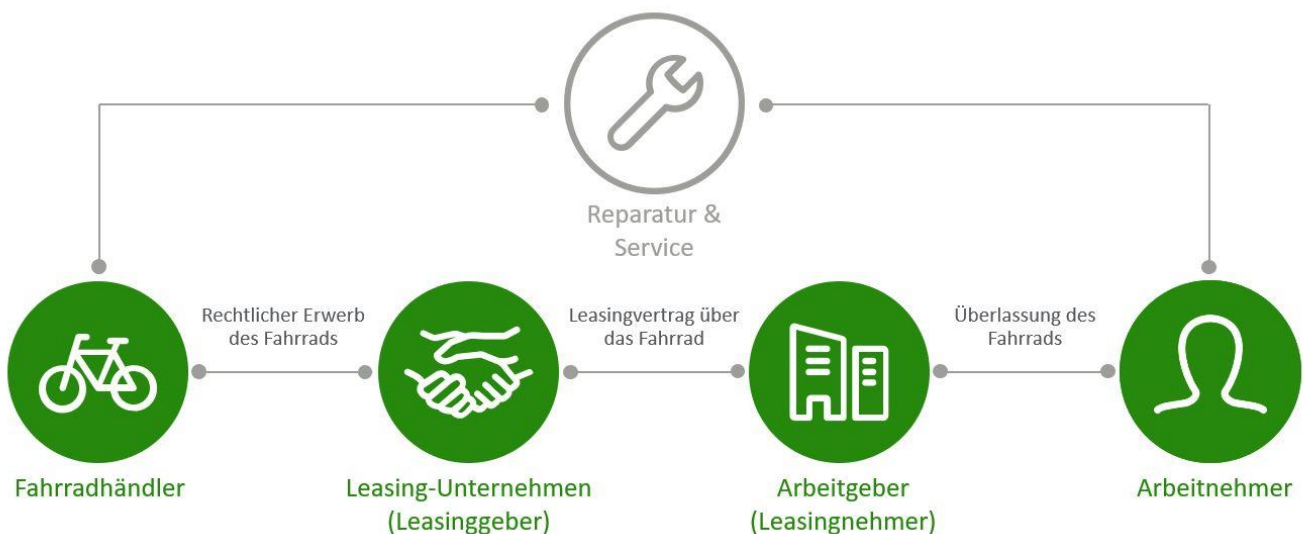 Reparatur &
Service
Rechtlicher Erwerb
des Fahrrads
Leasingvertrag über
das Fahrrad
Überlassung des
Fahrrads
Fahrradhändler
Leasing-Unternehmen
(Leasinggeber)
Arbeitgeber
(Leasingnehmer)
Arbeitnehmer